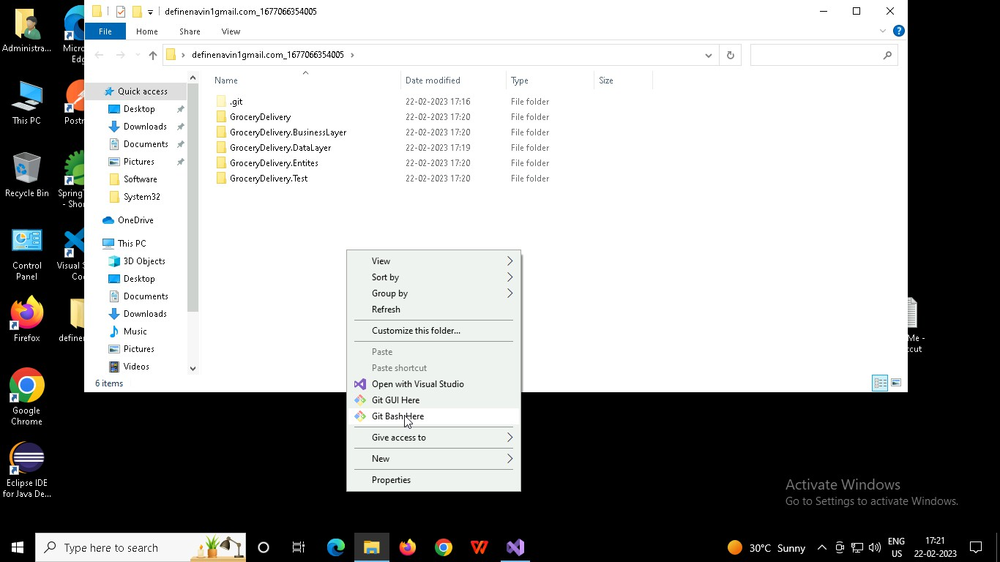 definenavin1gmail.com_1677066354005
File Home Share View
definenavin1gmail.com_1677066354005
Name Date modified Type Size
.git 22-02-2023 17:16 File folder
GroceryDelivery 22-02-2023 17:20 File folder
GroceryDelivery.BusinessLayer 22-02-2023 17:20 File folder
GroceryDelivery.DataLayer 22-02-2023 17:19 File folder
GroceryDelivery.Entites 22-02-2023 17:20 File folder
GroceryDelivery.Test 22-02-2023 17:20 File folder
Quick access
Desktop
Downloads
Documents
Pictures
Software
System32
OneDrive
This PC
3D Objects
Desktop
Documents
Downloads
Music
Pictures
Videos
6 items
View
Sort by
Group by
Refresh
Customize this folder...
Paste
Paste shortcut
Open with Visual Studio
Git GUI Here
Git Bash Here
Give access to
New
Properties
Administra...
Micro
Edg
This PC
Postr
Recycle Bin
SpringT
- Shor
Control
Panel
Visual S
Coc
Firefox
definer
Google
Chrome
Eclipse IDE
for Java De...
Me -
cut
Activate Windows
Go to Settings to activate Windows.
Type here to search
30°C Sunny
ENG
US
17:21
22-02-2023